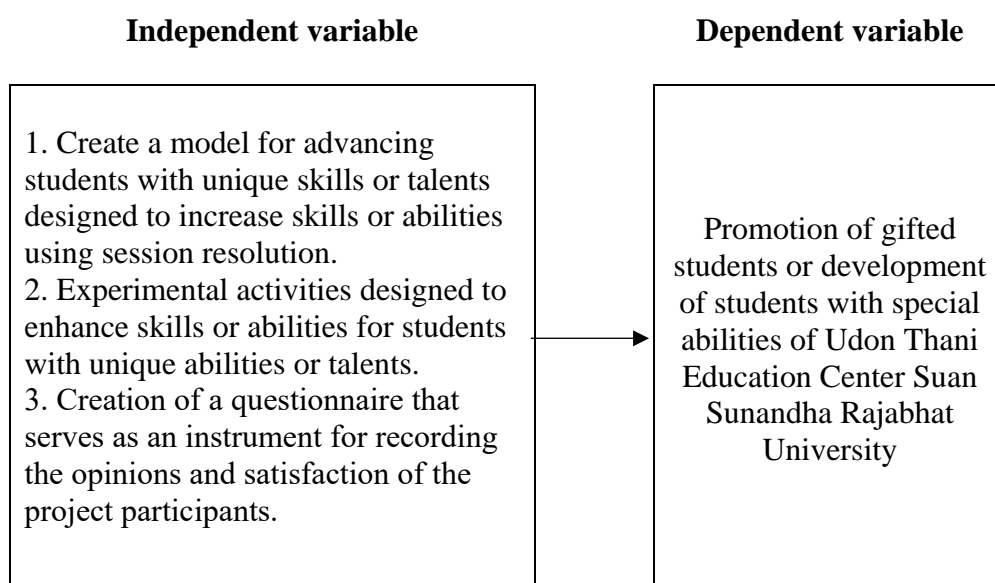 Independent variable
Dependent variable
1. Create a model for advancing
students with unique skills or talents
designed to increase skills or abilities
using session resolution.
2. Experimental activities designed to
enhance skills or abilities for students
with unique abilities or talents.
3. Creation of a questionnaire that
serves as an instrument for recording
the opinions and satisfaction of the
project participants.
Promotion of gifted
students or development
of students with special
abilities of Udon Thani
Education Center Suan
Sunandha Rajabhat
University